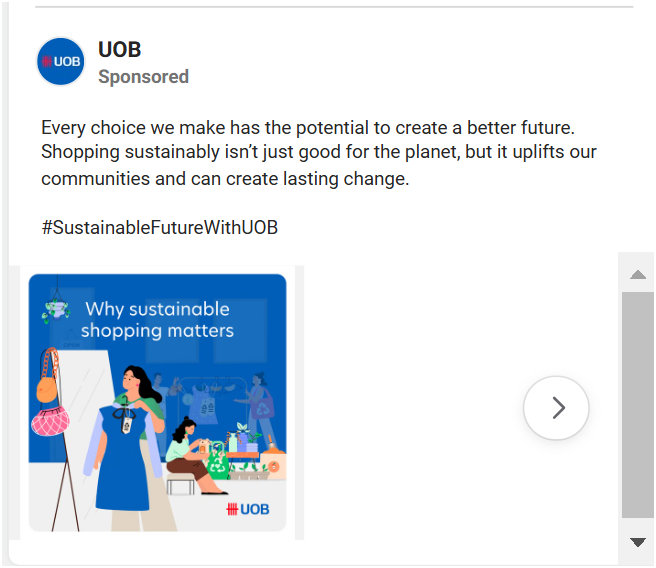 UOB
UOB
Sponsored
Every choice we make has the potential to create a better future.
Shopping sustainably isn’t just good for the planet, but it uplifts our
communities and can create lasting change.
#SustainableFutureWithUOB
Why sustainable
shopping matters
UOB